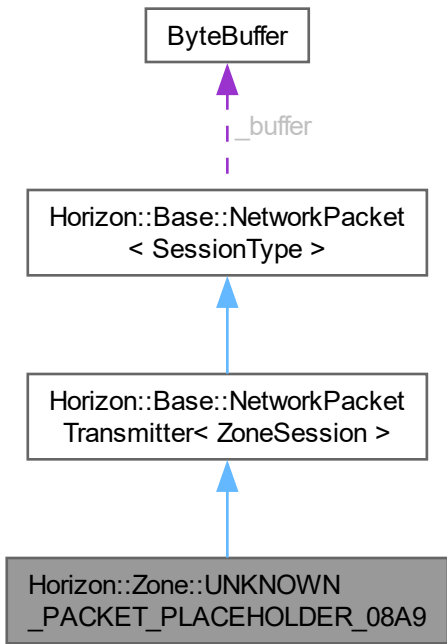 ByteBuffer
_buffer
Horizon::Base::NetworkPacket
< SessionType >
Horizon::Base::NetworkPacket
Transmitter< ZoneSession >
Horizon::Zone::UNKNOWN
_PACKET_PLACEHOLDER_08A9